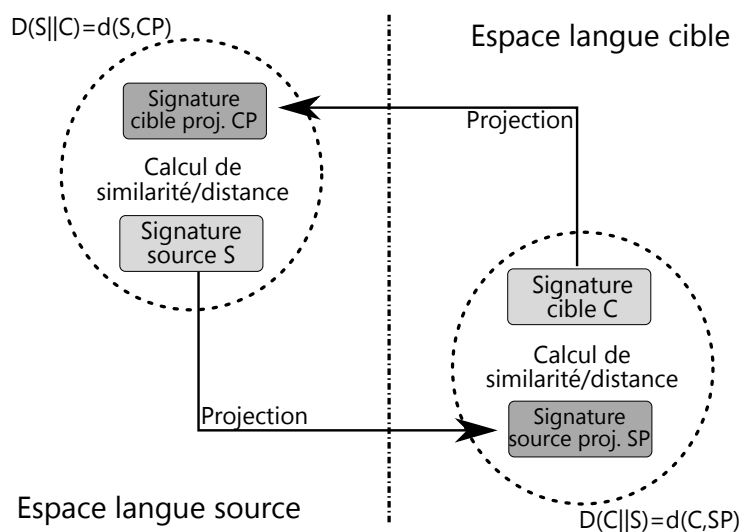 D(S||C)=d(S,CP)
Espace langue cible
Signature
cible proj. CP
Projection
Calcul de
similarité/distance
Signature
source S
Signature
cible C
Calcul de
similarité/distance
Projection
Signature
source proj. SP
Espace langue source
D(C||S)=d(C,SP)